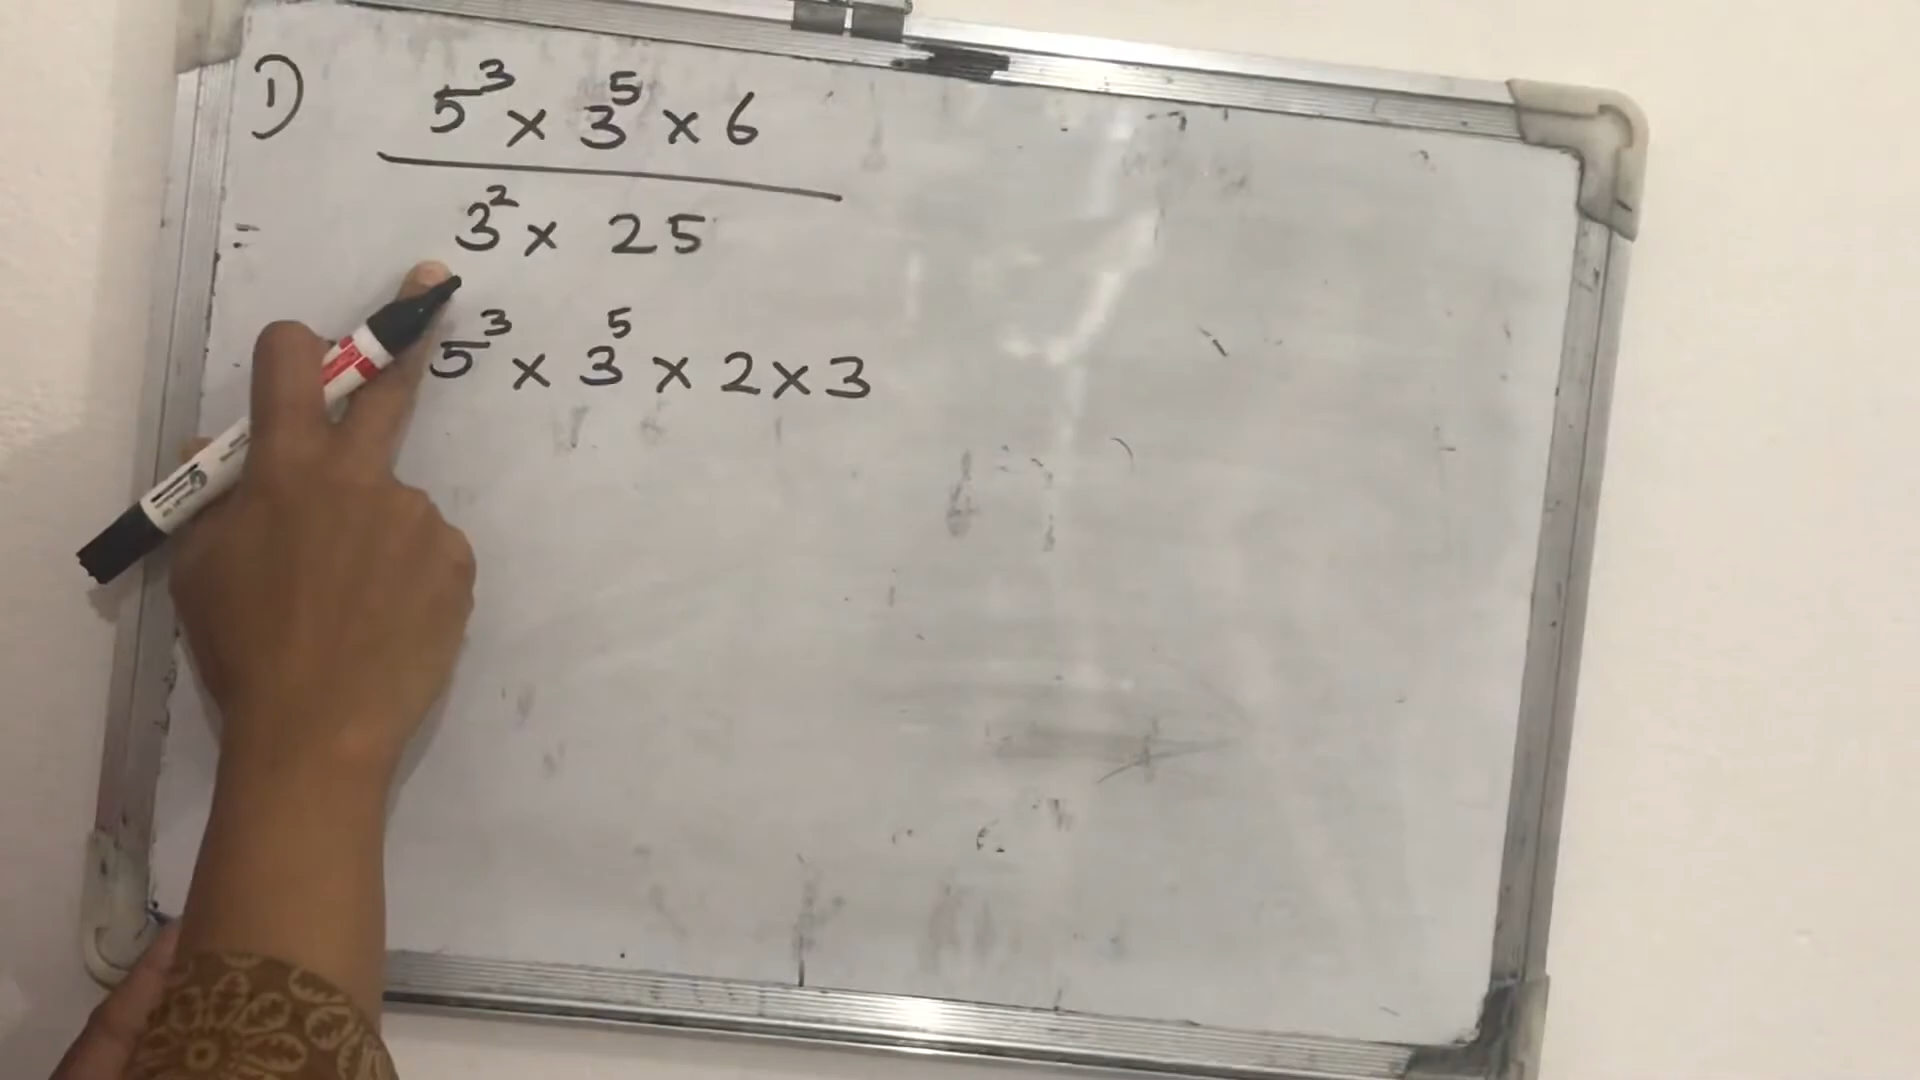 1) 5³ × 3⁵ × 6
3² × 25
=
5³ × 3⁵ × 2 × 3